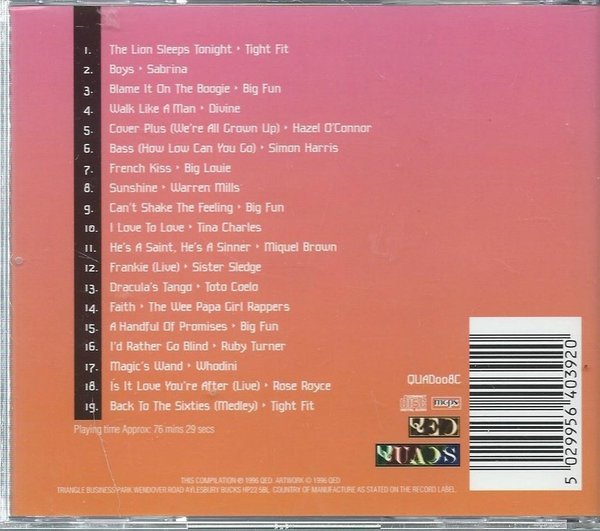 1. The Lion Sleeps Tonight • Tight Fit
2. Boys • Sabrina
3. Blame It On The Boogie • Big Fun
4. Walk Like A Man • Divine
5. Cover Plus (We're All Grown Up) • Hazel O'Connor
6. Bass (How Low Can You Go) • Simon Harris
7. French Kiss • Big Louie
8. Sunshine • Warren Mills
9. Can't Shake The Feeling • Big Fun
10. I Love To Love • Tina Charles
11. He's A Saint, He's A Sinner • Miquel Brown
12. Frankie (Live) • Sister Sledge
13. Dracula's Tango • Toto Coelo
14. Faith • The Wee Papa Girl Rappers
15. A Handful Of Promises • Big Fun
16. I'd Rather Go Blind • Ruby Turner
17. Magic's Wand • Whodini
18. Is It Love You're After (Live) • Rose Royce
19. Back To The Sixties (Medley) • Tight Fit
Playing time Approx: 76 mins 29 secs
QUAD008C
disc
mcps
QED
QUADS
5 029956 403920
THIS COMPILATION ℗ 1996 QED. ARTWORK © 1996 QED.
TRIANGLE BUSINESS PARK WENDOVER ROAD AYLESBURY BUCKS HP22 5BL. COUNTRY OF MANUFACTURE AS STATED ON THE RECORD LABEL.